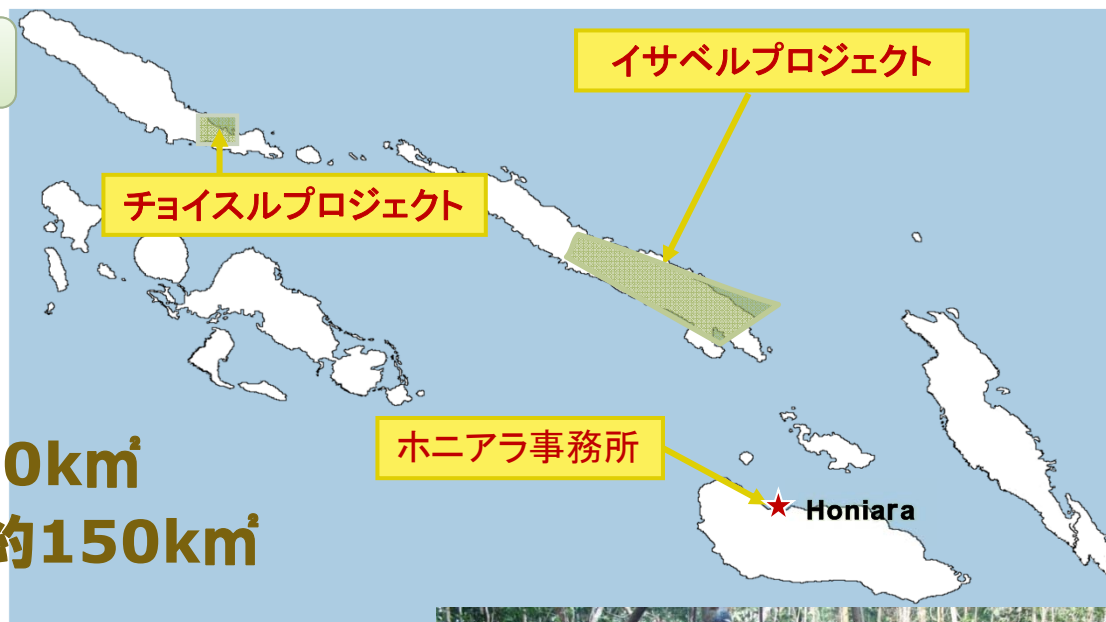 イサベルプロジェクト
チョイスルプロジェクト
ホニアラ事務所
Honiara
0k㎡
約150k㎡